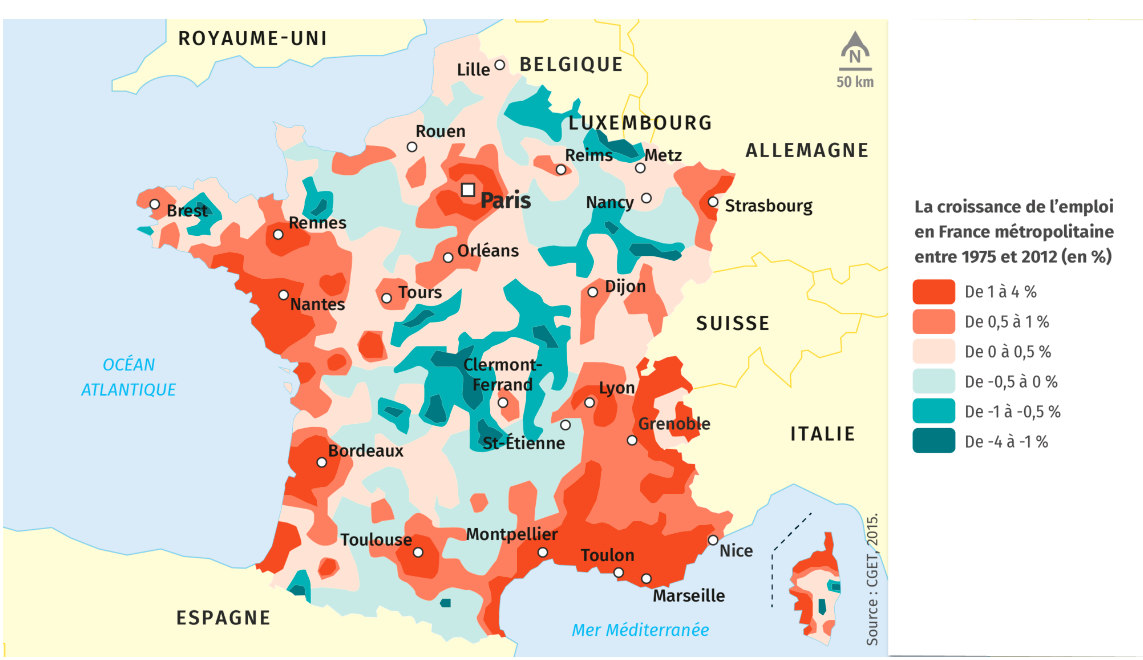 ROYAUME-UNI
Lille
BELGIQUE
N
50 km
LUXEMBOURG
Rouen
Reims
Metz
ALLEMAGNE
Paris
Brest
Nancy
Strasbourg
Rennes
Orléans
Tours
Dijon
Nantes
SUISSE
OCÉAN
ATLANTIQUE
Clermont-
Ferrand
Lyon
Grenoble
St-Étienne
ITALIE
Bordeaux
Toulouse
Montpellier
Toulon
Nice
Marseille
ESPAGNE
Mer Méditerranée
Source : CGET, 2015.
La croissance de l'emploi
en France métropolitaine
entre 1975 et 2012 (en %)
De 1 à 4 %
De 0,5 à 1 %
De 0 à 0,5 %
De -0,5 à 0 %
De -1 à -0,5 %
De -4 à -1 %